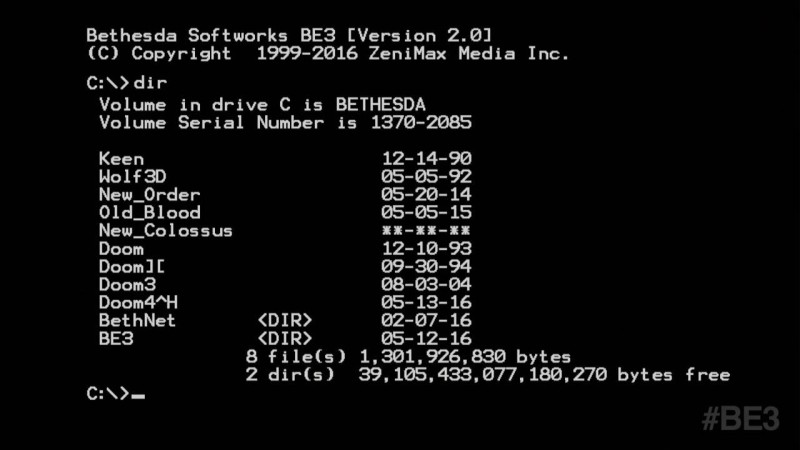 Bethesda Softworks BE3 [Version 2.0]
(C) Copyright  1999-2016 ZeniMax Media Inc.
C:\>dir
Volume in drive C is BETHESDA
Volume Serial Number is 1370-2085
Keen 12-14-90
Wolf3D 05-05-92
New_Order 05-20-14
Old_Blood 05-05-15
New_Colossus **-**-**
Doom 12-10-93
Doom][ 09-30-94
Doom3 08-03-04
Doom4^H 05-13-16
BethNet <DIR> 02-07-16
BE3 <DIR> 05-12-16
8 file(s) 1,301,926,830 bytes
2 dir(s)  39,105,433,077,180,270 bytes free
C:\>_
#BE3